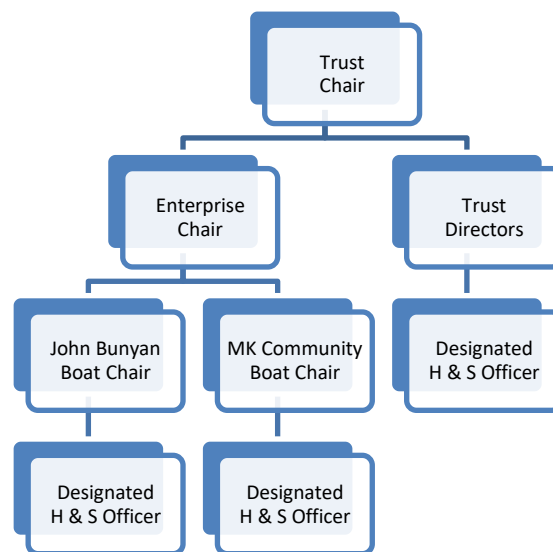 Trust
Chair
Enterprise
Chair
Trust
Directors
John Bunyan
Boat Chair
MK Community
Boat Chair
Designated
H & S Officer
Designated
H & S Officer
Designated
H & S Officer